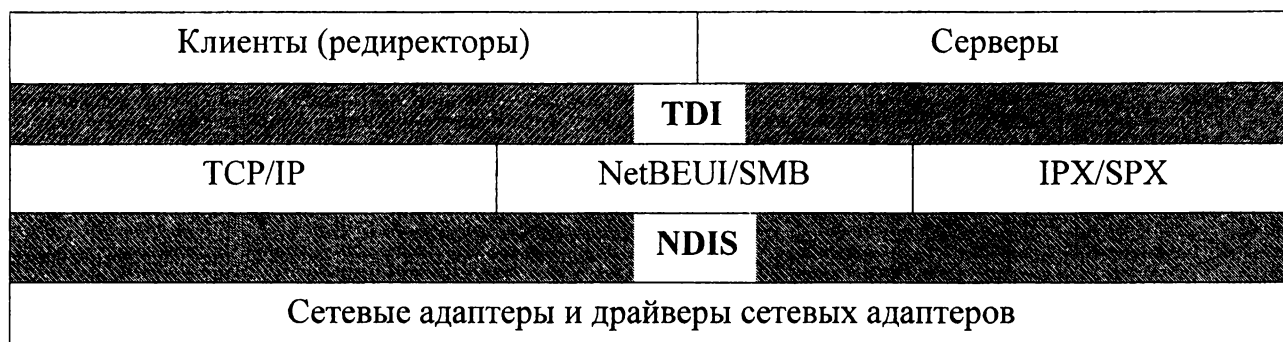 Клиенты (редиректоры) Серверы
TDI
TCP/IP NetBEUI/SMB IPX/SPX
NDIS
Сетевые адаптеры и драйверы сетевых адаптеров